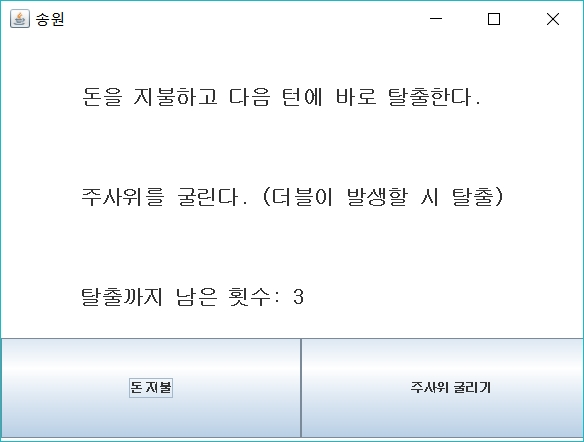 송원
돈을 지불하고 다음 턴에 바로 탈출한다.
주사위를 굴린다. (더블이 발생할 시 탈출)
탈출까지 남은 횟수: 3
돈 지불
주사위 굴리기